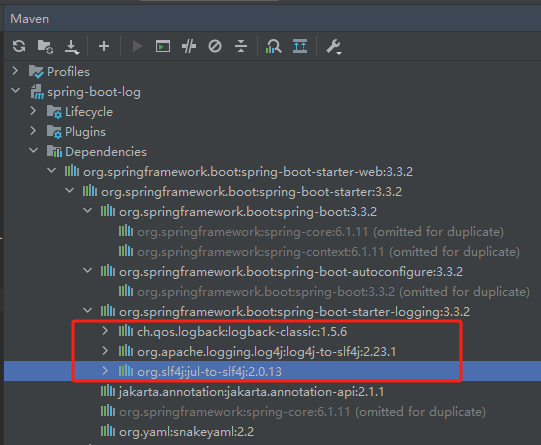 Maven
Profiles
spring-boot-log
Lifecycle
Plugins
Dependencies
org.springframework.boot:spring-boot-starter-web:3.3.2
org.springframework.boot:spring-boot-starter:3.3.2
org.springframework.boot:spring-boot:3.3.2
org.springframework:spring-core:6.1.11 (omitted for duplicate)
org.springframework:spring-context:6.1.11 (omitted for duplicate)
org.springframework.boot:spring-boot-autoconfigure:3.3.2
org.springframework.boot:spring-boot:3.3.2 (omitted for duplicate)
org.springframework.boot:spring-boot-starter-logging:3.3.2
ch.qos.logback:logback-classic:1.5.6
org.apache.logging.log4j:log4j-to-slf4j:2.23.1
org.slf4j:jul-to-slf4j:2.0.13
jakarta.annotation:jakarta.annotation-api:2.1.1
org.springframework:spring-core:6.1.11 (omitted for duplicate)
org.yaml:snakeyaml:2.2